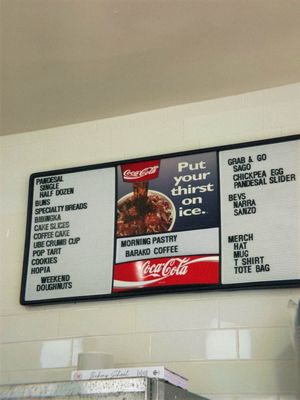 PANDESAL
SINGLE
HALF DOZEN
BUNS
SPECIALTY BREADS
BIBINGKA
CAKE SLICES
COFFEE CAKE
UBE CRUMB CUP
POP TART
COOKIES
HOPIA
WEEKEND
DOUGHNUTS
Coca-Cola
Put
your
thirst
on
ice.
MORNING PASTRY
BARAKO COFFEE
Coca-Cola
GRAB & GO
SAGO
CHICKPEA EGG
PANDESAL SLIDER
BEVS
NARRA
SANZO
MERCH
HAT
MUG
T SHIRT
TOTE BAG